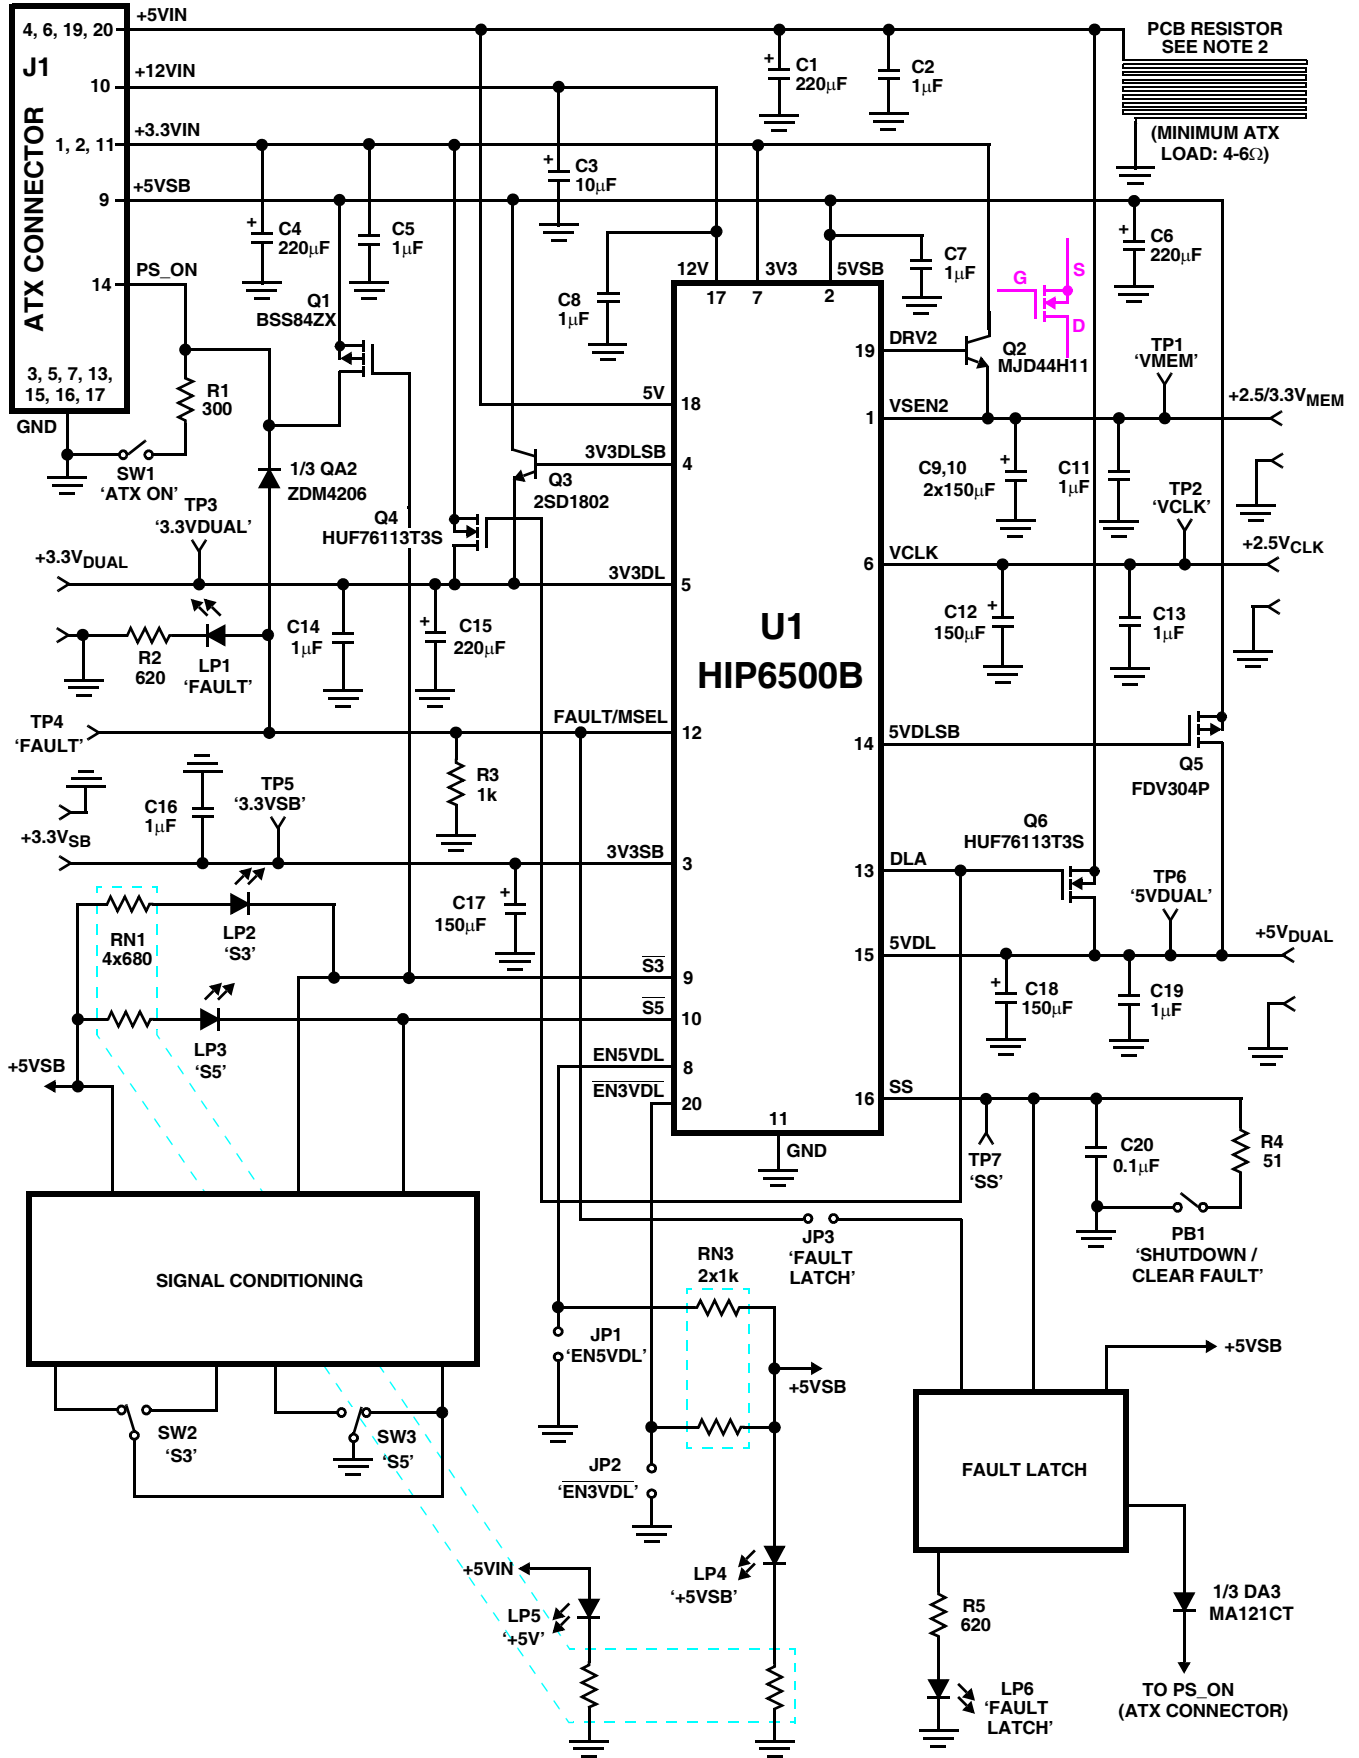 +5VIN
4, 6, 19, 20
J1
ATX CONNECTOR
+12VIN
10
+3.3VIN
1, 2, 11
+5VSB
9
PS_ON
14
3, 5, 7, 13,
15, 16, 17
GND
PCB RESISTOR
SEE NOTE 2
(MINIMUM ATX
LOAD: 4-6Ω)
+
C1
220µF
C2
1µF
+
C3
10µF
+
C4
220µF
C5
1µF
+
C6
220µF
C7
1µF
C8
1µF
Q1
BSS84ZX
R1
300
SW1
'ATX ON'
1/3 QA2
ZDM4206
12V
17
3V3
7
5VSB
2
G
S
D
DRV2
19
Q2
MJD44H11
TP1
'VMEM'
5V
18
VSEN2
1
+2.5/3.3VMEM
3V3DLSB
4
Q3
2SD1802
Q4
HUF76113T3S
+
C9,10
2x150µF
C11
1µF
TP2
'VCLK'
TP3
'3.3VDUAL'
+3.3VDUAL
3V3DL
5
VCLK
6
+2.5VCLK
U1
HIP6500B
R2
620
LP1
'FAULT'
C14
1µF
+
C15
220µF
+
C12
150µF
C13
1µF
TP4
'FAULT'
FAULT/MSEL
12
5VDLSB
14
Q5
FDV304P
R3
1k
C16
1µF
TP5
'3.3VSB'
+3.3VSB
3V3SB
3
Q6
HUF76113T3S
DLA
13
TP6
'5VDUAL'
+
C17
150µF
RN1
4x680
LP2
'S3'
5VDL
15
+5VDUAL
S3
9
+
C18
150µF
C19
1µF
S5
10
LP3
'S5'
+5VSB
EN5VDL
8
EN3VDL
20
SS
16
11
GND
TP7
'SS'
C20
0.1µF
R4
51
PB1
'SHUTDOWN /
CLEAR FAULT'
JP3
'FAULT
LATCH'
SIGNAL CONDITIONING
RN3
2x1k
JP1
'EN5VDL'
+5VSB
+5VSB
SW2
'S3'
SW3
'S5'
JP2
'EN3VDL'
FAULT LATCH
+5VIN
LP5
'+5V'
LP4
'+5VSB'
R5
620
1/3 DA3
MA121CT
LP6
'FAULT
LATCH'
TO PS_ON
(ATX CONNECTOR)